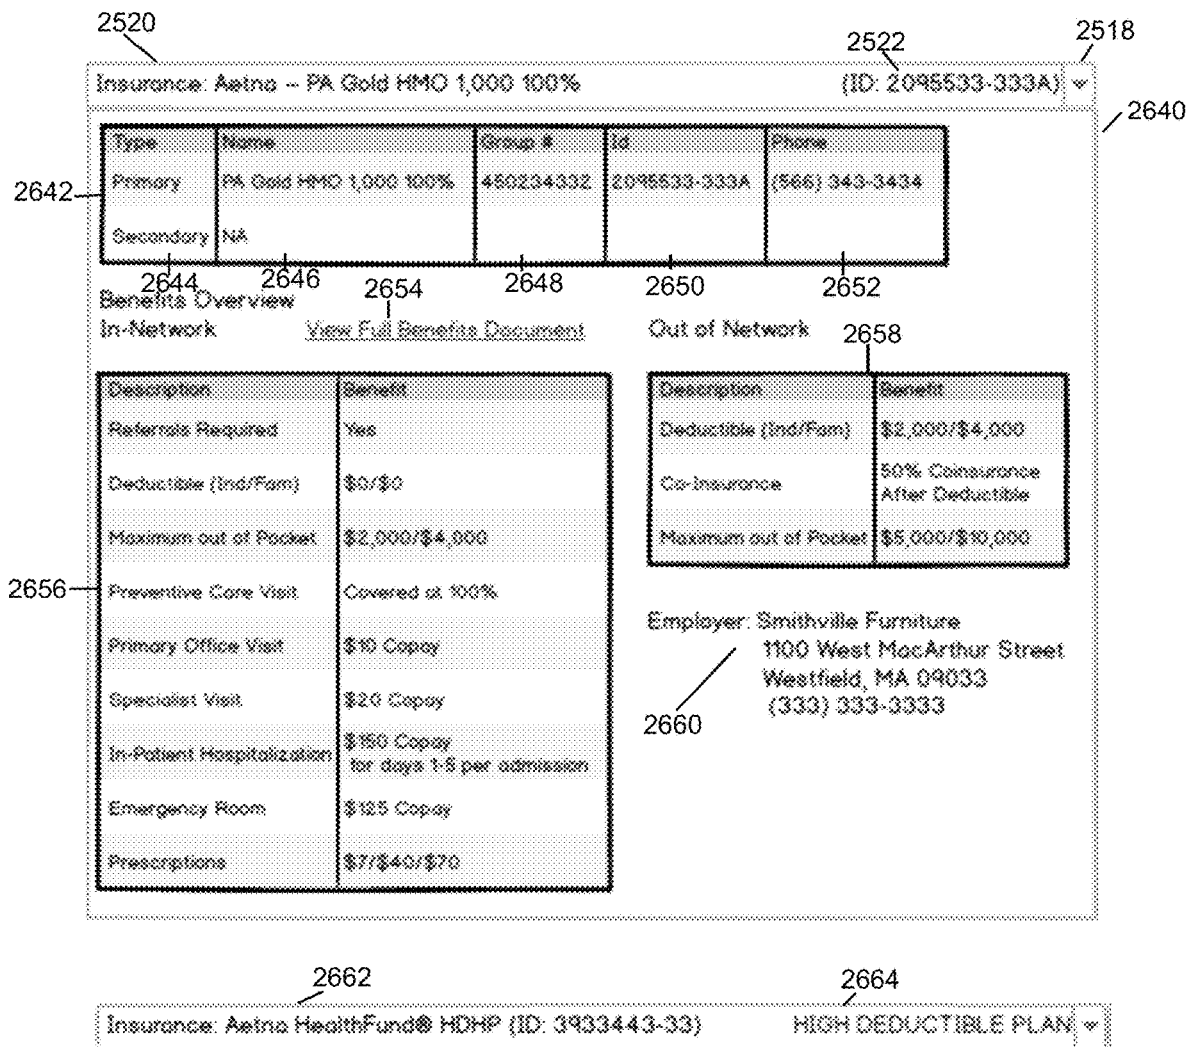 2520
2522
2518
Insurance: Aetna -- PA Gold HMO 1,000 100% (ID: 2095533-333A)
2640
Type Name Group # Id Phone
2642
Primary PA Gold HMO 1,000 100% 450234332 2095533-333A (566) 343-3434
Secondary NA
2644 2646 2654 2648 2650 2652
Benefits Overview
In-Network View Full Benefits Document Out of Network
2658
Description Benefit
Referrals Required Yes
Deductible (Ind/Fam) $0/$0
Maximum out of Pocket $2,000/$4,000
2656
Preventive Care Visit Covered at 100%
Primary Office Visit $10 Copay
Specialist Visit $20 Copay
In-Patient Hospitalization $150 Copay
for days 1-5 per admission
Emergency Room $125 Copay
Prescriptions $7/$40/$70
Description Benefit
Deductible (Ind/Fam) $2,000/$4,000
Co-Insurance 50% Coinsurance
After Deductible
Maximum out of Pocket $5,000/$10,000
Employer: Smithville Furniture
1100 West MacArthur Street
Westfield, MA 09033
(333) 333-3333
2660
2662
2664
Insurance: Aetna HealthFund® HDHP (ID: 3933443-33) HIGH DEDUCTIBLE PLAN